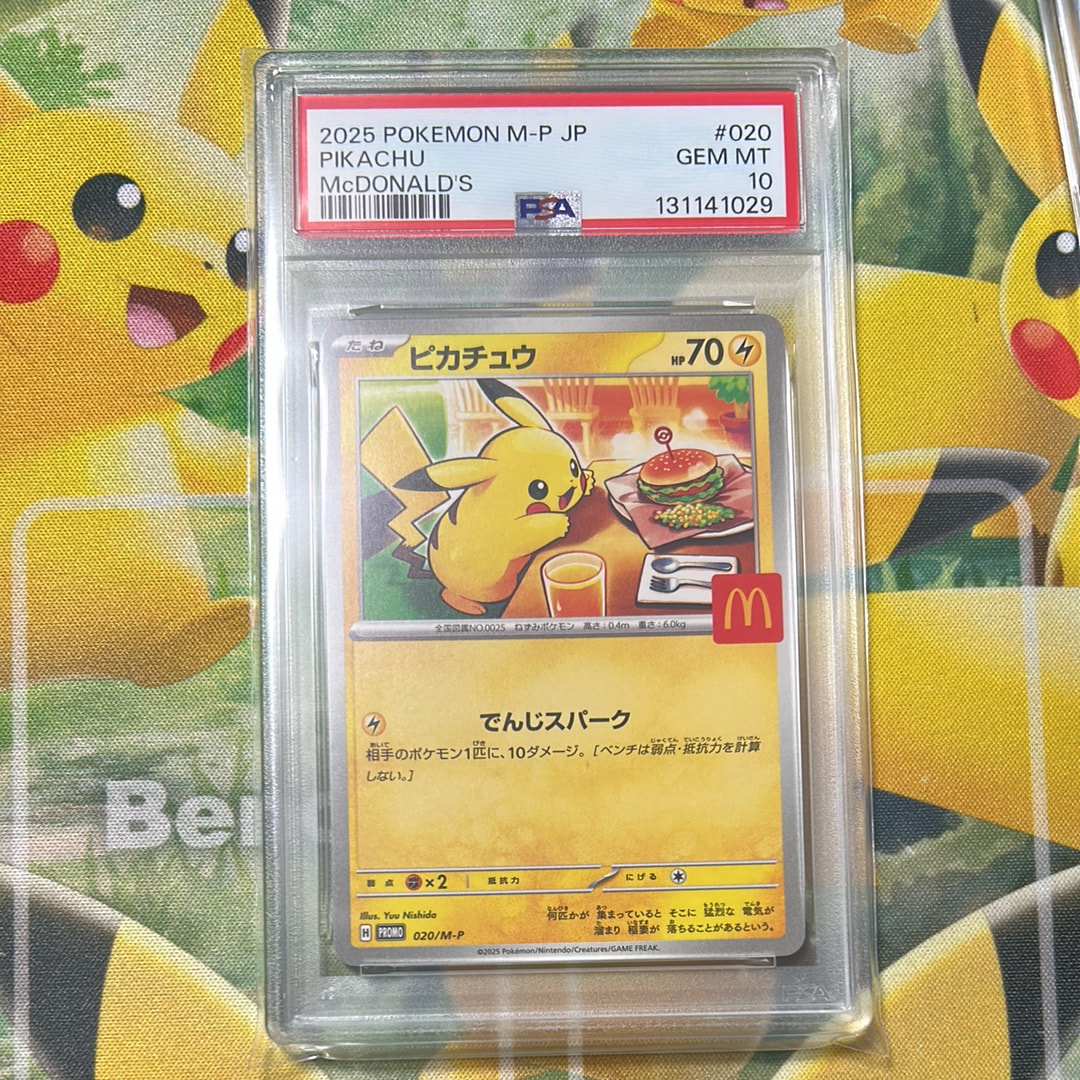 2025 POKEMON M-P JP #020
PIKACHU GEM MT
McDONALD'S 10
PSA 131141029
たね ピカチュウ HP 70
M
全国図鑑NO.0025 ねずみポケモン 高さ:0.4m 重さ:6.0kg
でんじスパーク
相手のポケモン1匹に、10ダメージ。[ベンチは弱点・抵抗力を計算
しない。]
弱点 ×2 抵抗力 にげる
Illus. Yuu Nishida
何匹かが 集まっていると そこに 猛烈な 電気が
溜まり 稲妻が 落ちることがあるという。
H PROMO 020/M-P
©2025 Pokémon/Nintendo/Creatures/GAME FREAK.
PSA
Be